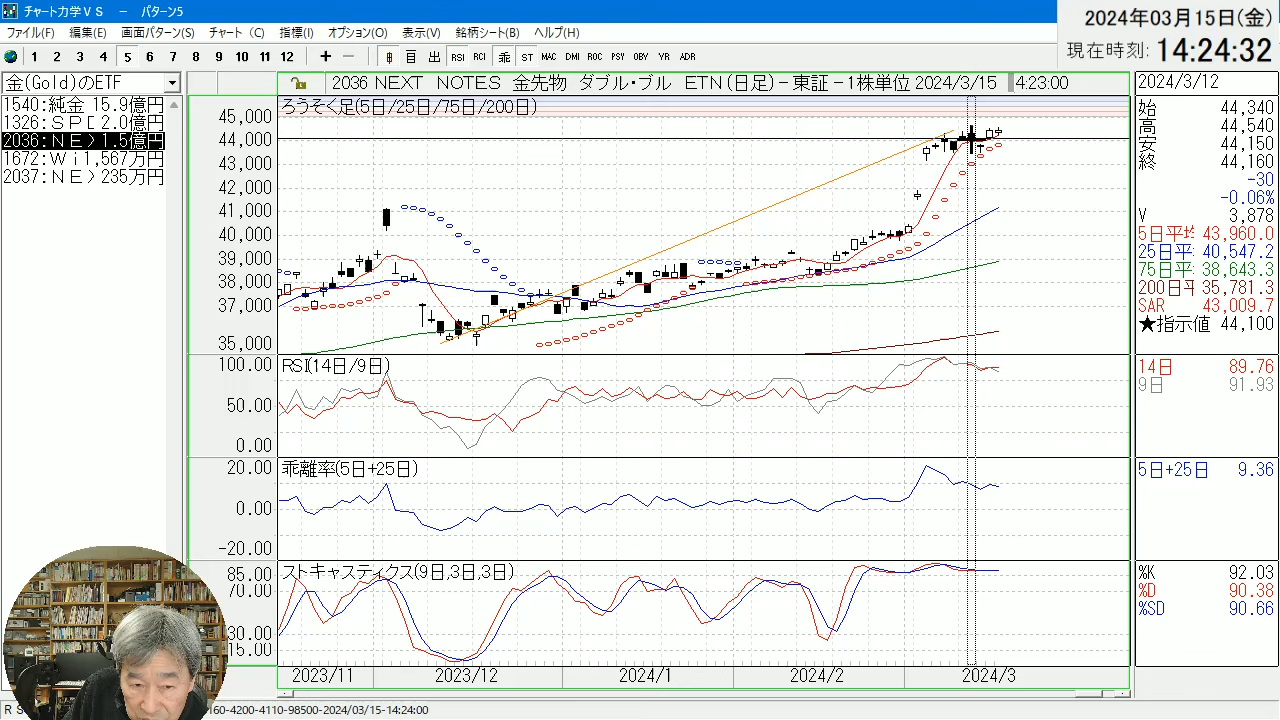 チャート力学ＶＳ － パターン5
2024年03月15日(金)
現在時刻: 14:24:32
ファイル(F) 編集(E) 画面パターン(S) チャート (C) 指標(I) オプション(O) 表示(V) 銘柄シート(B) ヘルプ(H)
1 2 3 4 5 6 7 8 9 10 11 12 + － 日 出 RSI RCI 乖 ST MAC DMI ROC PSY OBV YR ADR
金(Gold)のETF
2036 NEXT NOTES 金先物 ダブル・ブル ETN (日足) － 東証 － 1株単位 2024/3/15 14:23:00
2024/3/12
1540:純金 15.9億円
1326:ＳＰ[ 2.0億円
2036:ＮＥ> 1.5億円
1672:Ｗi1,567万円
2037:ＮＥ> 235万円
ろうそく足(5日/25日/75日/200日)
45,000
44,000
43,000
42,000
41,000
40,000
39,000
38,000
37,000
35,000
始 44,340
高 44,540
安 44,150
終 44,160
-30
-0.06%
V 3,878
5日平均 43,960.0
25日平 40,547.2
75日平 38,643.3
200日平 35,781.3
SAR 43,009.7
★指示値 44,100
RSI(14日/9日)
100.00
50.00
0.00
14日 89.76
9日 91.93
乖離率(5日+25日)
20.00
0.00
-20.00
5日+25日 9.36
ストキャスティクス(9日,3日,3日)
85.00
70.00
30.00
15.00
%K 92.03
%D 90.38
%SD 90.66
2023/11 2023/12 2024/1 2024/2 2024/3
R S 160-4200-4110-98500-2024/03/15-14:24:00